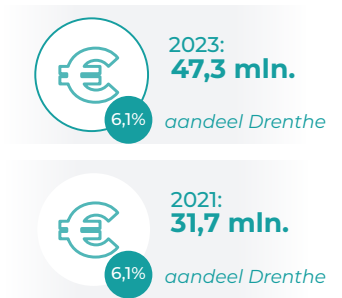 2023:
47,3 mln.
6,1%
aandeel Drenthe
2021:
31,7 mln.
6,1%
aandeel Drenthe